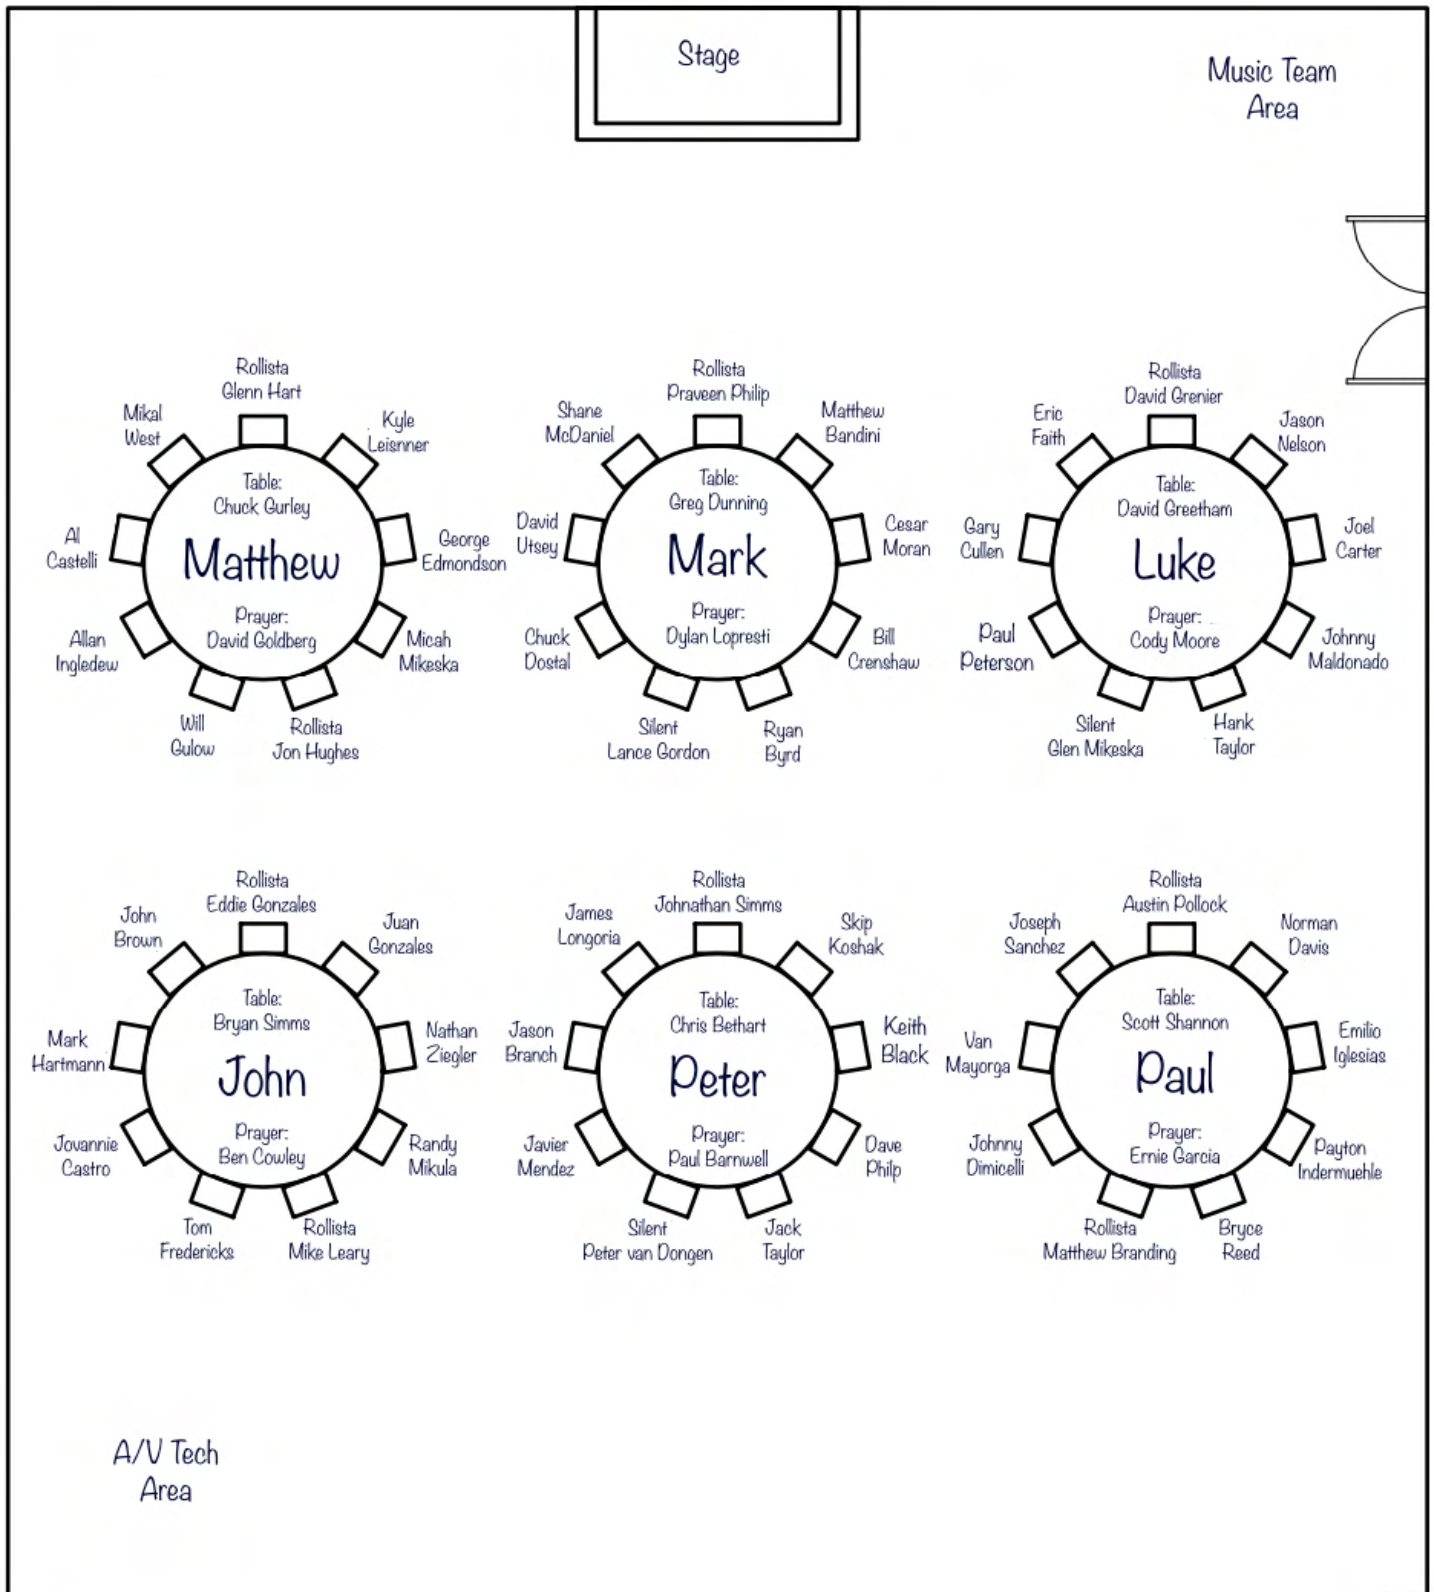 Stage
Music Team
Area
Rollista
Glenn Hart
Mikal
West
Kyle
Leisnner
Table:
Chuck Gurley
Al
Castelli
George
Edmondson
Matthew
Prayer:
David Goldberg
Allan
Ingledew
Micah
Mikeska
Will
Gulow
Rollista
Jon Hughes
Rollista
Praveen Philip
Shane
McDaniel
Matthew
Bandini
Table:
Greg Dunning
David
Utsey
Cesar
Moran
Mark
Prayer:
Dylan Lopresti
Chuck
Dostal
Bill
Crenshaw
Silent
Lance Gordon
Ryan
Byrd
Rollista
David Grenier
Eric
Faith
Jason
Nelson
Table:
David Greetham
Gary
Cullen
Joel
Carter
Luke
Prayer:
Cody Moore
Paul
Peterson
Johnny
Maldonado
Silent
Glen Mikeska
Hank
Taylor
Rollista
Eddie Gonzales
John
Brown
Juan
Gonzales
Table:
Bryan Simms
Mark
Hartmann
Nathan
Ziegler
John
Prayer:
Ben Cowley
Jovannie
Castro
Randy
Mikula
Tom
Fredericks
Rollista
Mike Leary
Rollista
Johnathan Simms
James
Longoria
Skip
Koshak
Table:
Chris Bethart
Jason
Branch
Keith
Black
Peter
Prayer:
Paul Barnwell
Javier
Mendez
Dave
Philp
Silent
Peter van Dongen
Jack
Taylor
Rollista
Austin Pollock
Joseph
Sanchez
Norman
Davis
Table:
Scott Shannon
Van
Mayorga
Emilio
Iglesias
Paul
Prayer:
Ernie Garcia
Johnny
Dimicelli
Payton
Indermuehle
Rollista
Matthew Branding
Bryce
Reed
A/V Tech
Area